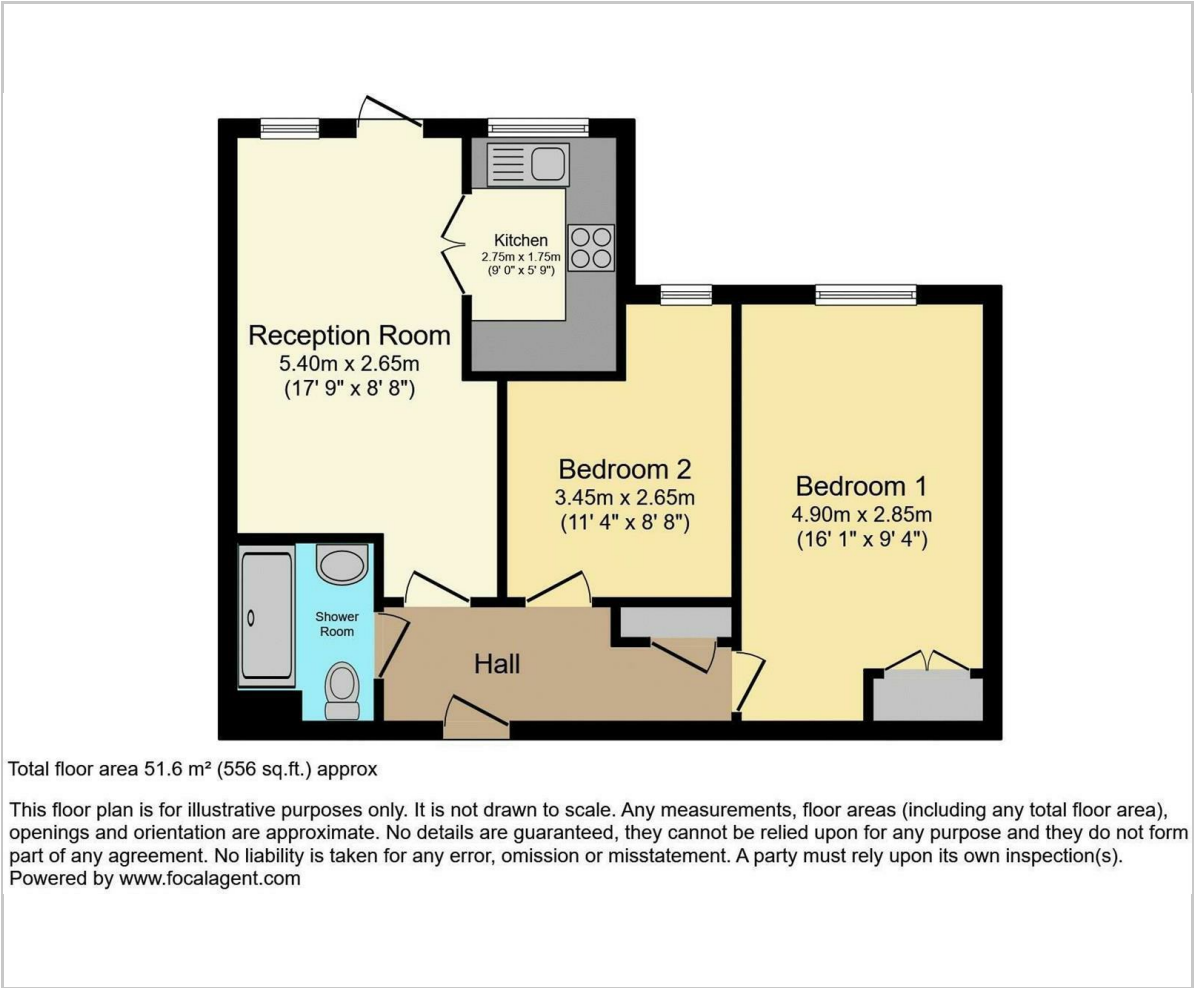 Kitchen
2.75m x 1.75m
(9' 0" x 5' 9")
Reception Room
5.40m x 2.65m
(17' 9" x 8' 8")
Bedroom 2
3.45m x 2.65m
(11' 4" x 8' 8")
Bedroom 1
4.90m x 2.85m
(16' 1" x 9' 4")
Shower
Room
Hall
Total floor area 51.6 m² (556 sq.ft.) approx
This floor plan is for illustrative purposes only. It is not drawn to scale. Any measurements, floor areas (including any total floor area),
openings and orientation are approximate. No details are guaranteed, they cannot be relied upon for any purpose and they do not form
part of any agreement. No liability is taken for any error, omission or misstatement. A party must rely upon its own inspection(s).
Powered by www.focalagent.com